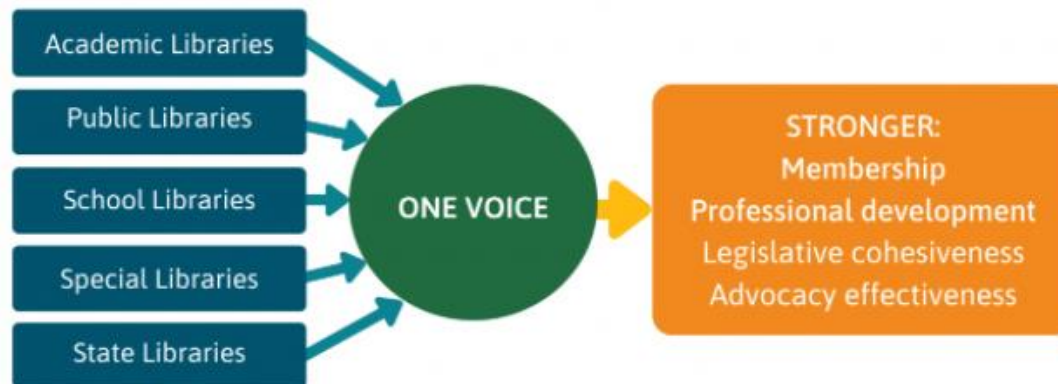 Academic Libraries
Public Libraries
School Libraries
Special Libraries
State Libraries
ONE VOICE
STRONGER:
Membership
Professional development
Legislative cohesiveness
Advocacy effectiveness